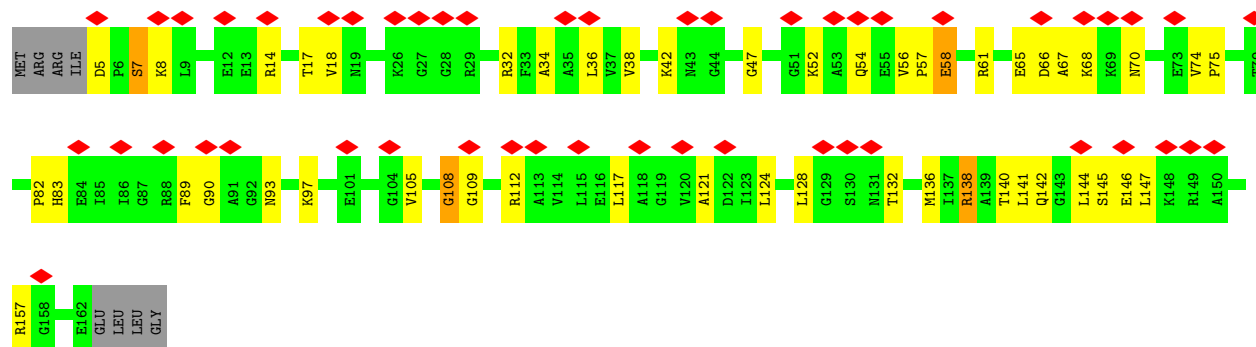 MET ARG ARG ILE D5 P6 S7 K8 L9 E12 E13 R14 T17 V18 N19 K26 G27 G28 R29 R32 F33 A34 A35 L36 V37 V38 K42 N43 G44 G47 G51 K52 A53 Q54 E55 V56 P57 E58 R61 E65 D66 A67 K68 K69 N70 E73 V74 P75
P82 H83 E84 I85 I86 G87 R88 F89 G90 A91 G92 N93 K97 E101 G104 V105 G108 G109 R112 A113 V114 L115 E116 L117 A118 G119 V120 A121 D122 I123 L124 L128 G129 S130 N131 T132 M136 I137 R138 A139 T140 L141 Q142 G143 L144 S145 E146 L147 K148 R149 A150
R157 G158 E162 GLU LEU LEU GLY